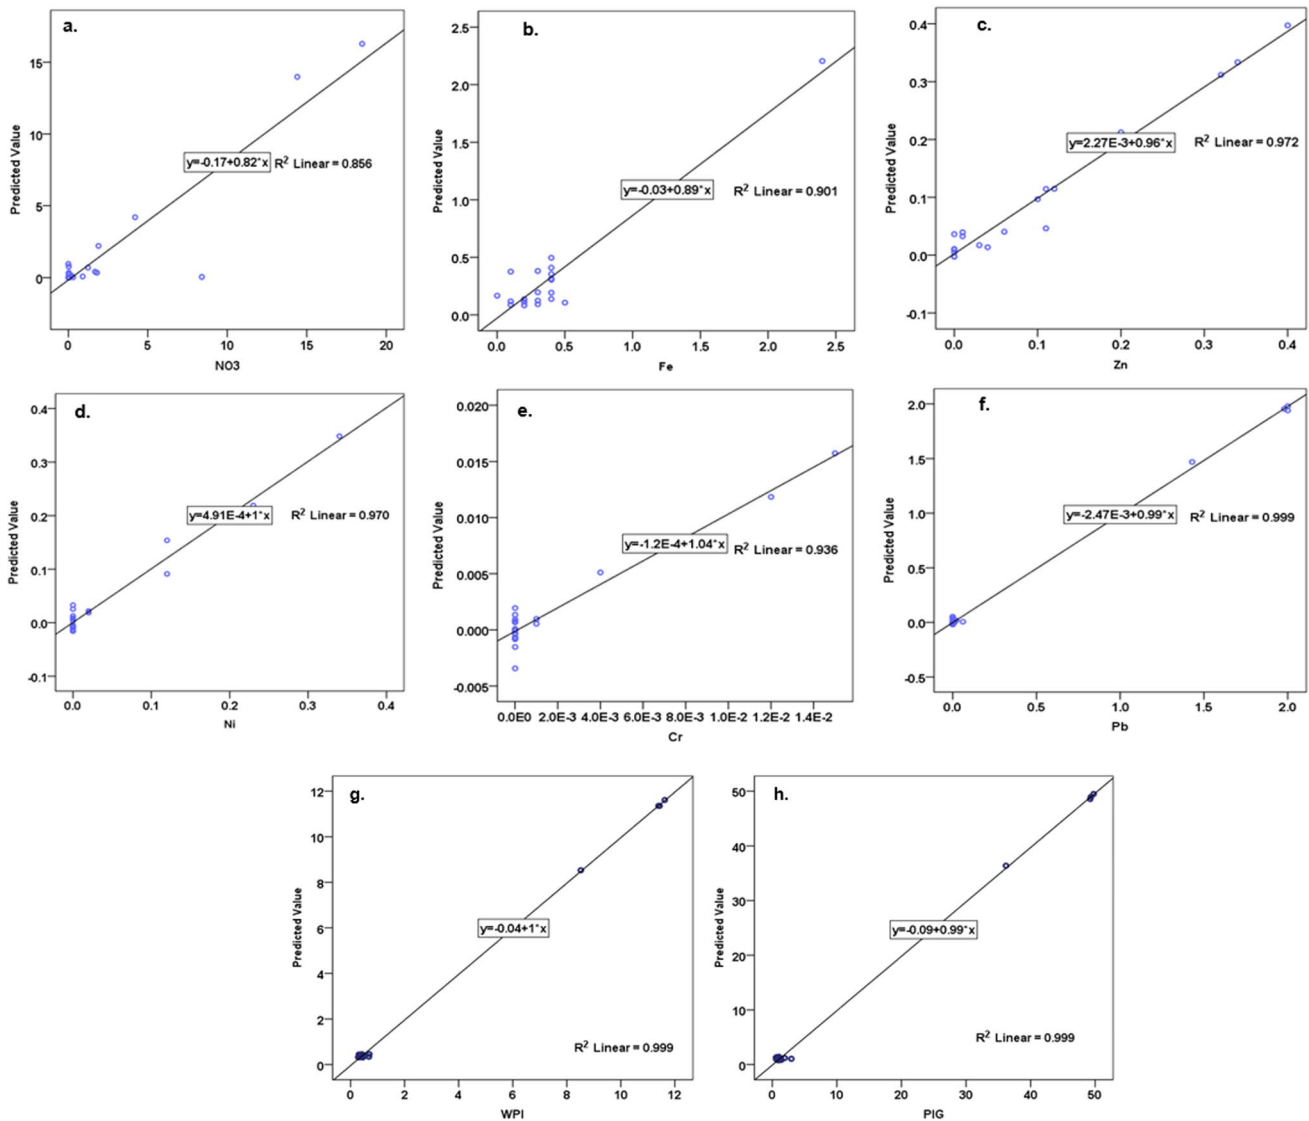 a.
15
10
5
0
Predicted Value
y=-0.17+0.82*x
R2 Linear = 0.856
0 5 10 15 20
NO3
b.
2.5
2.0
1.5
1.0
0.5
0.0
Predicted Value
y=-0.03+0.89*x
R2 Linear = 0.901
0.0 0.5 1.0 1.5 2.0 2.5
Fe
c.
0.4
0.3
0.2
0.1
0.0
-0.1
Predicted Value
y=2.27E-3+0.96*x
R2 Linear = 0.972
0.0 0.1 0.2 0.3 0.4
Zn
d.
0.4
0.3
0.2
0.1
0.0
-0.1
Predicted Value
y=4.91E-4+1*x
R2 Linear = 0.970
0.0 0.1 0.2 0.3 0.4
Ni
e.
0.020
0.015
0.010
0.005
0.000
-0.005
Predicted Value
y=-1.2E-4+1.04*x
R2 Linear = 0.936
0.0E0 2.0E-3 4.0E-3 6.0E-3 8.0E-3 1.0E-2 1.2E-2 1.4E-2
Cr
f.
2.0
1.5
1.0
0.5
0.0
-0.5
Predicted Value
y=-2.47E-3+0.99*x
R2 Linear = 0.999
0.0 0.5 1.0 1.5 2.0
Pb
g.
12
10
8
6
4
2
0
Predicted Value
y=-0.04+1*x
R2 Linear = 0.999
0 2 4 6 8 10 12
WPI
h.
50
40
30
20
10
0
Predicted Value
y=-0.09+0.99*x
R2 Linear = 0.999
0 10 20 30 40 50
PIG